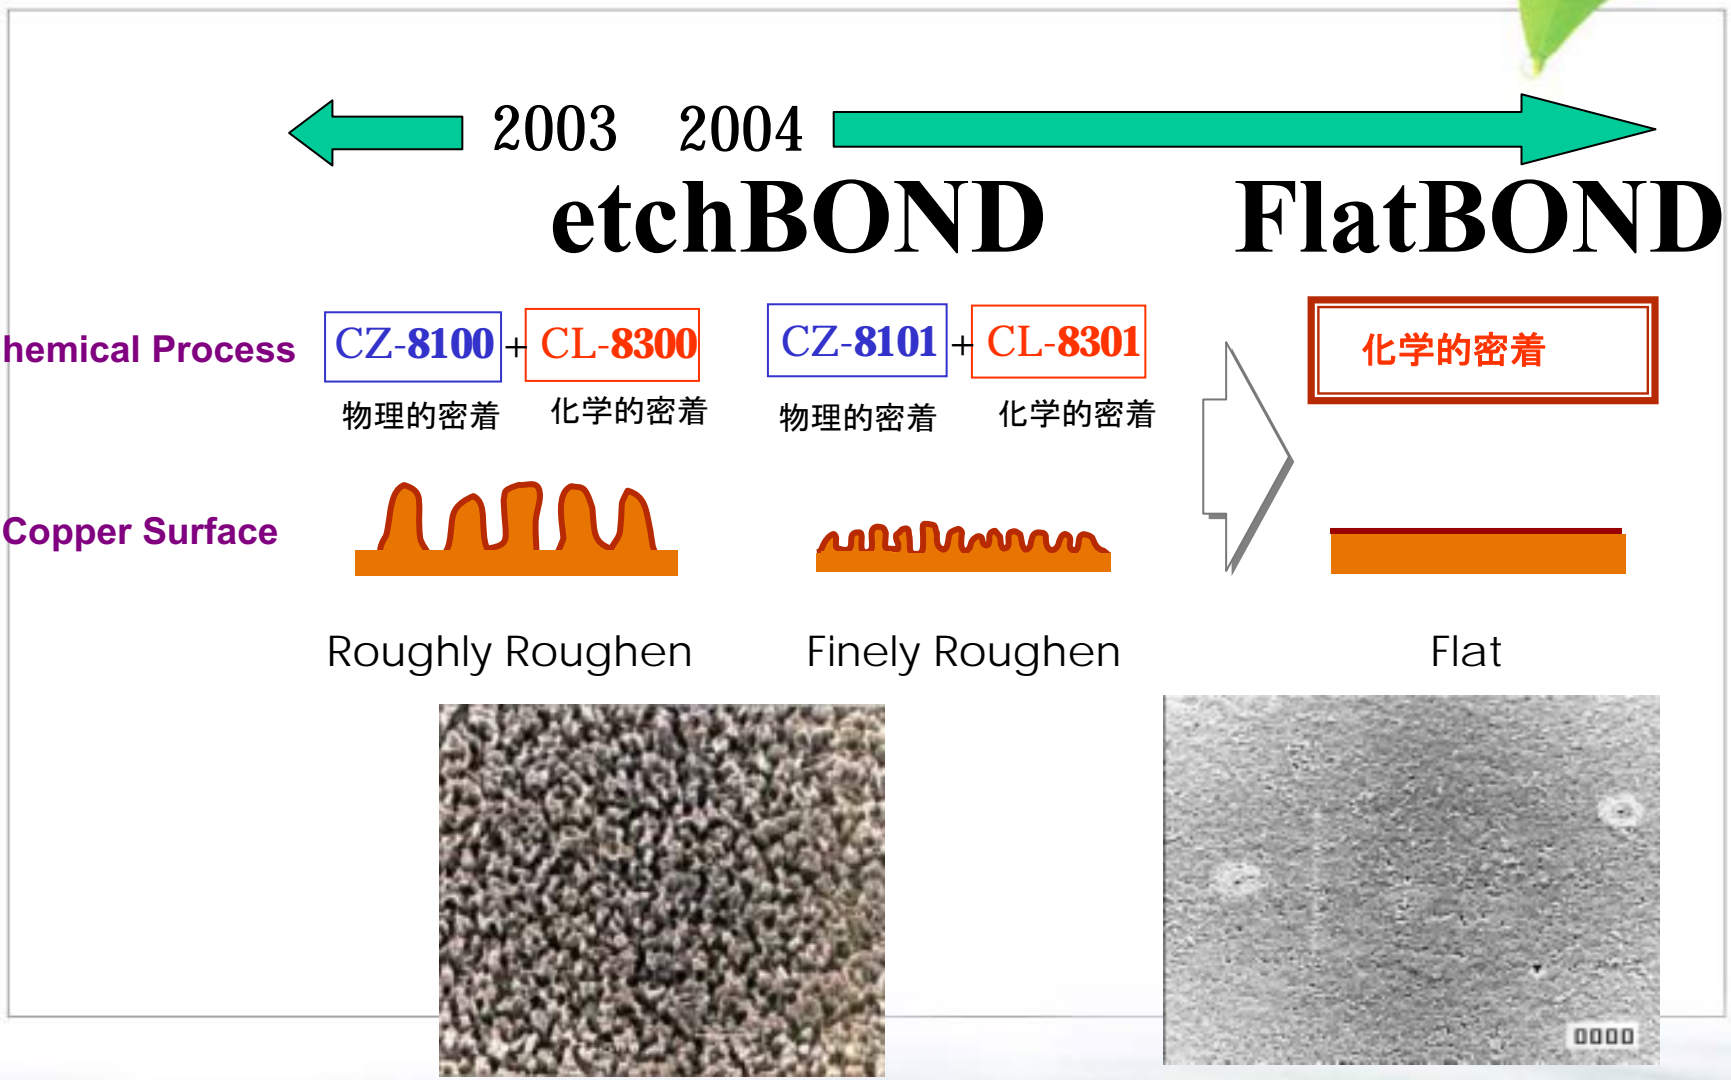 2003 2004
etchBOND FlatBOND
hemical Process
CZ-8100 + CL-8300
CZ-8101 + CL-8301
化学的密着
物理的密着 化学的密着
物理的密着 化学的密着
Copper Surface
Roughly Roughen
Finely Roughen
Flat